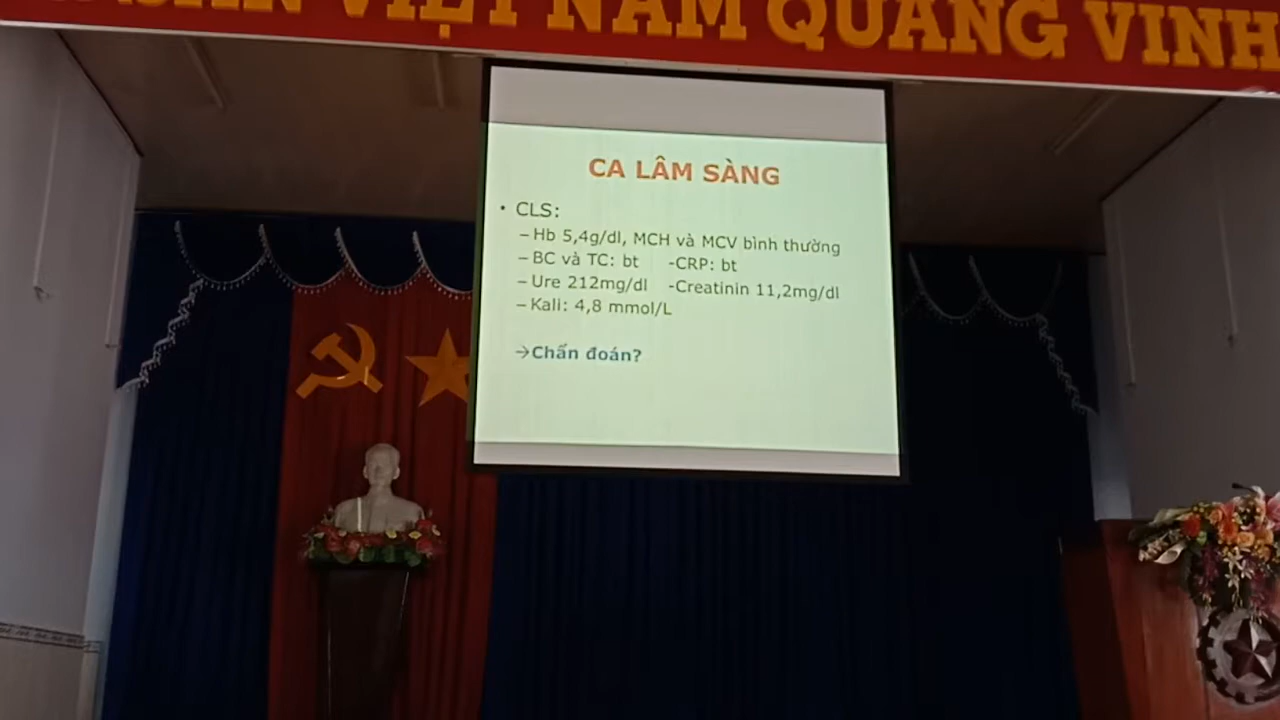 VIỆT NAM QUANG VINH
CA LÂM SÀNG
• CLS:
– Hb 5,4g/dl, MCH và MCV bình thường
– BC và TC: bt -CRP: bt
– Ure 212mg/dl -Creatinin 11,2mg/dl
– Kali: 4,8 mmol/L
→Chẩn đoán?